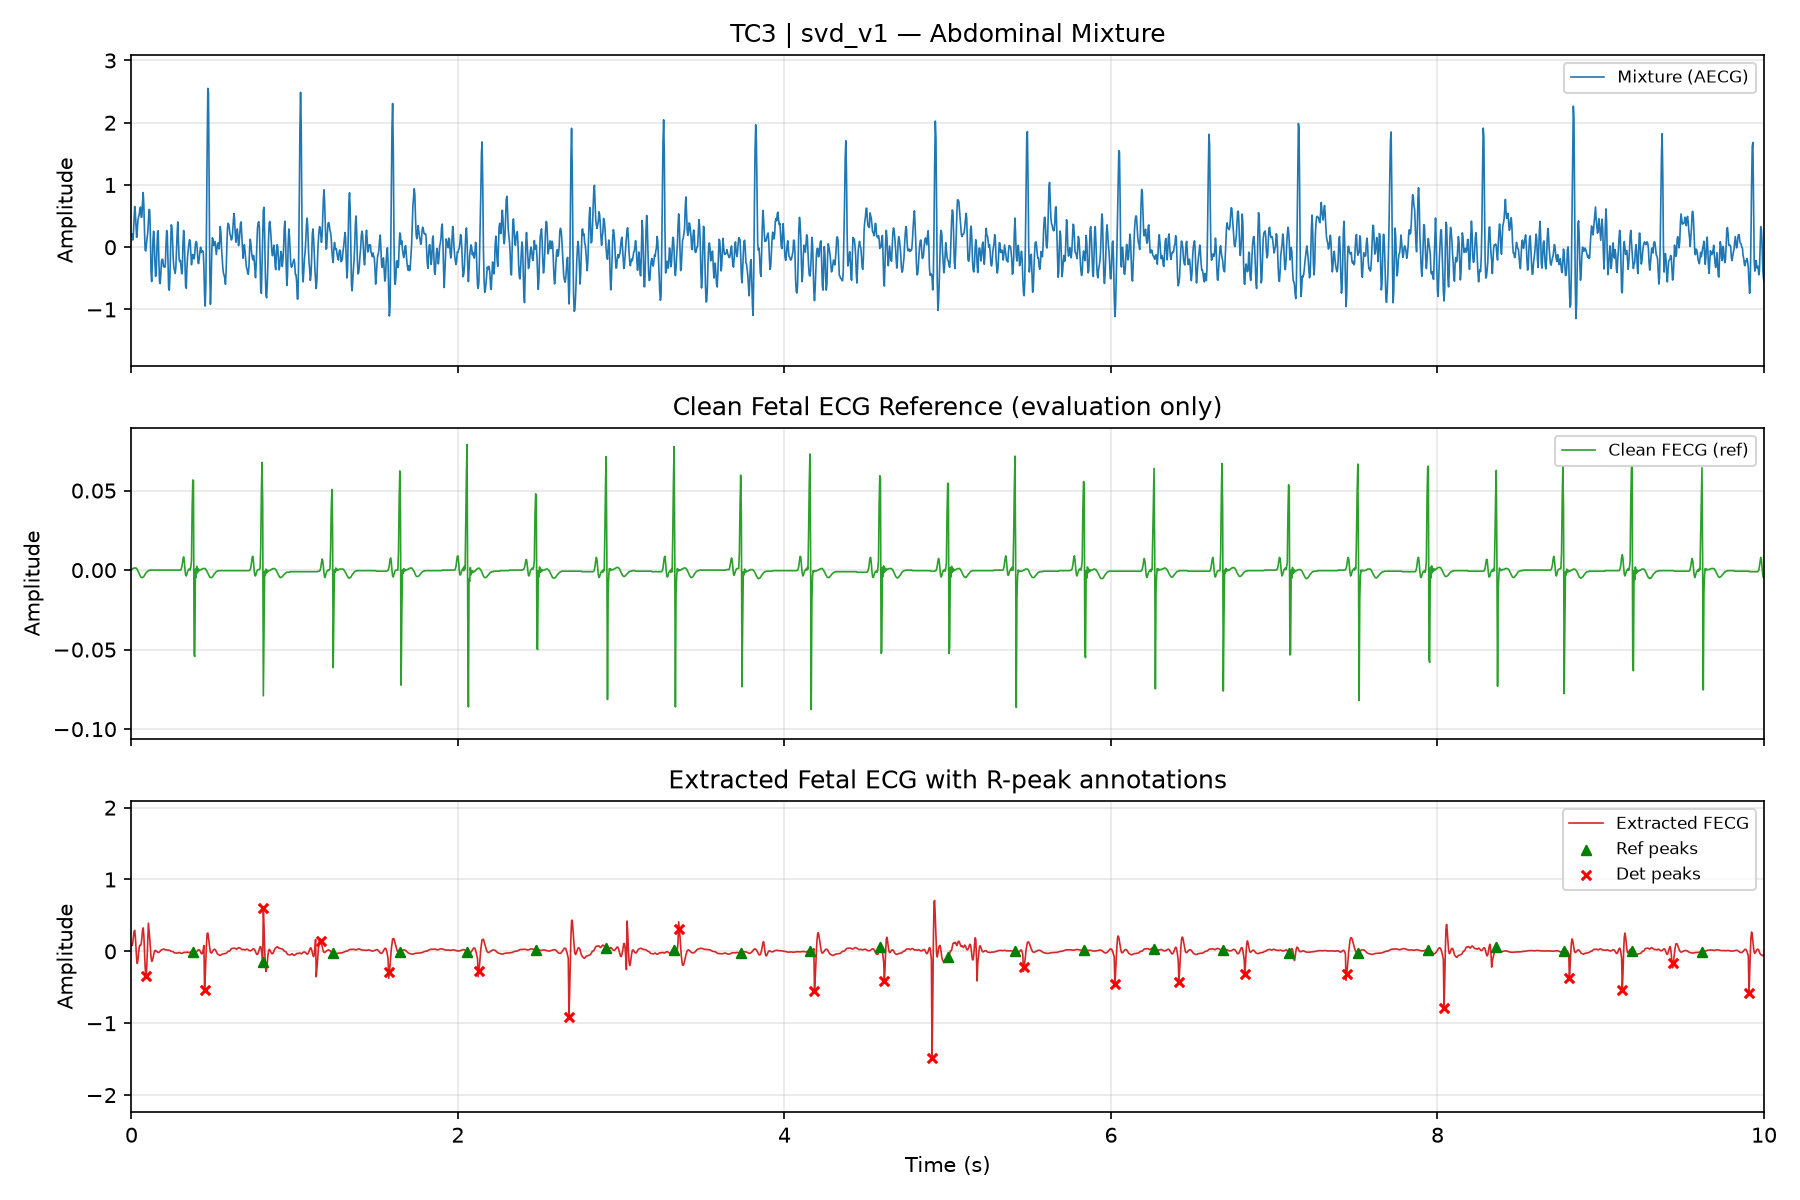 TC3 | svd_v1 — Abdominal Mixture
3
2
1
0
−1
Amplitude
Mixture (AECG)
Clean Fetal ECG Reference (evaluation only)
0.05
0.00
−0.05
−0.10
Amplitude
Clean FECG (ref)
Extracted Fetal ECG with R-peak annotations
2
1
0
−1
−2
Amplitude
Extracted FECG
Ref peaks
Det peaks
0 2 4 6 8 10
Time (s)